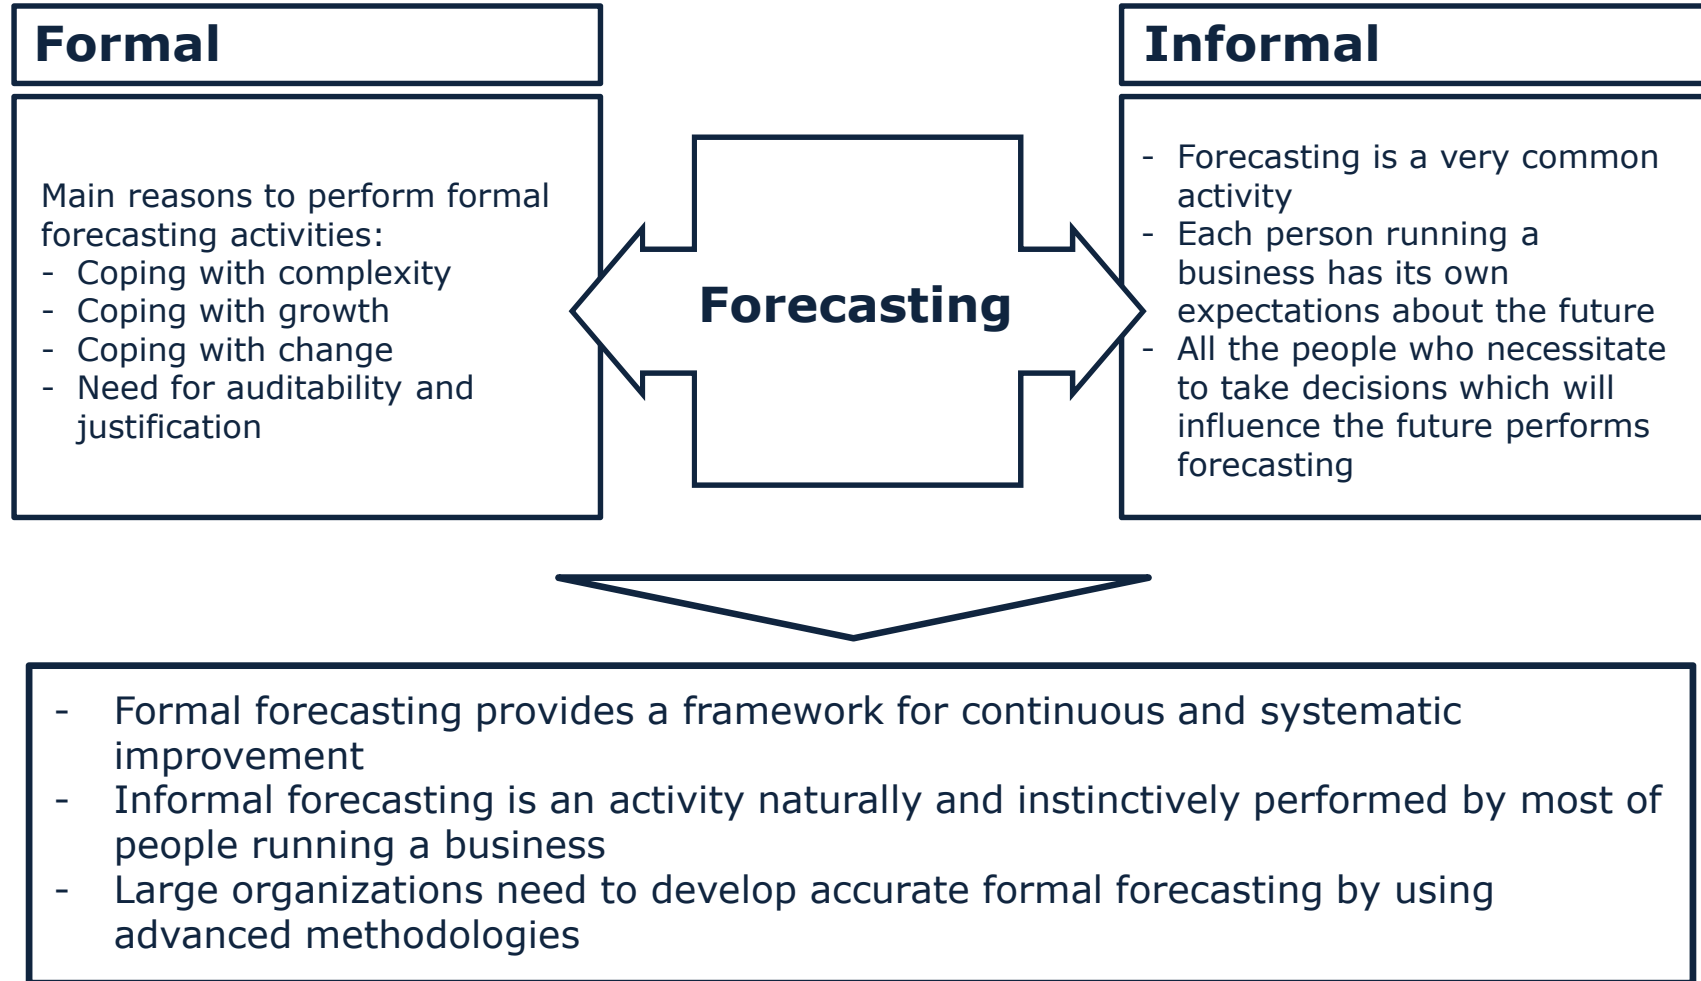 Formal
Main reasons to perform formal
forecasting activities:
- Coping with complexity
- Coping with growth
- Coping with change
- Need for auditability and
justification
Forecasting
Informal
- Forecasting is a very common
activity
- Each person running a
business has its own
expectations about the future
- All the people who necessitate
to take decisions which will
influence the future performs
forecasting
- Formal forecasting provides a framework for continuous and systematic
improvement
- Informal forecasting is an activity naturally and instinctively performed by most of
people running a business
- Large organizations need to develop accurate formal forecasting by using
advanced methodologies